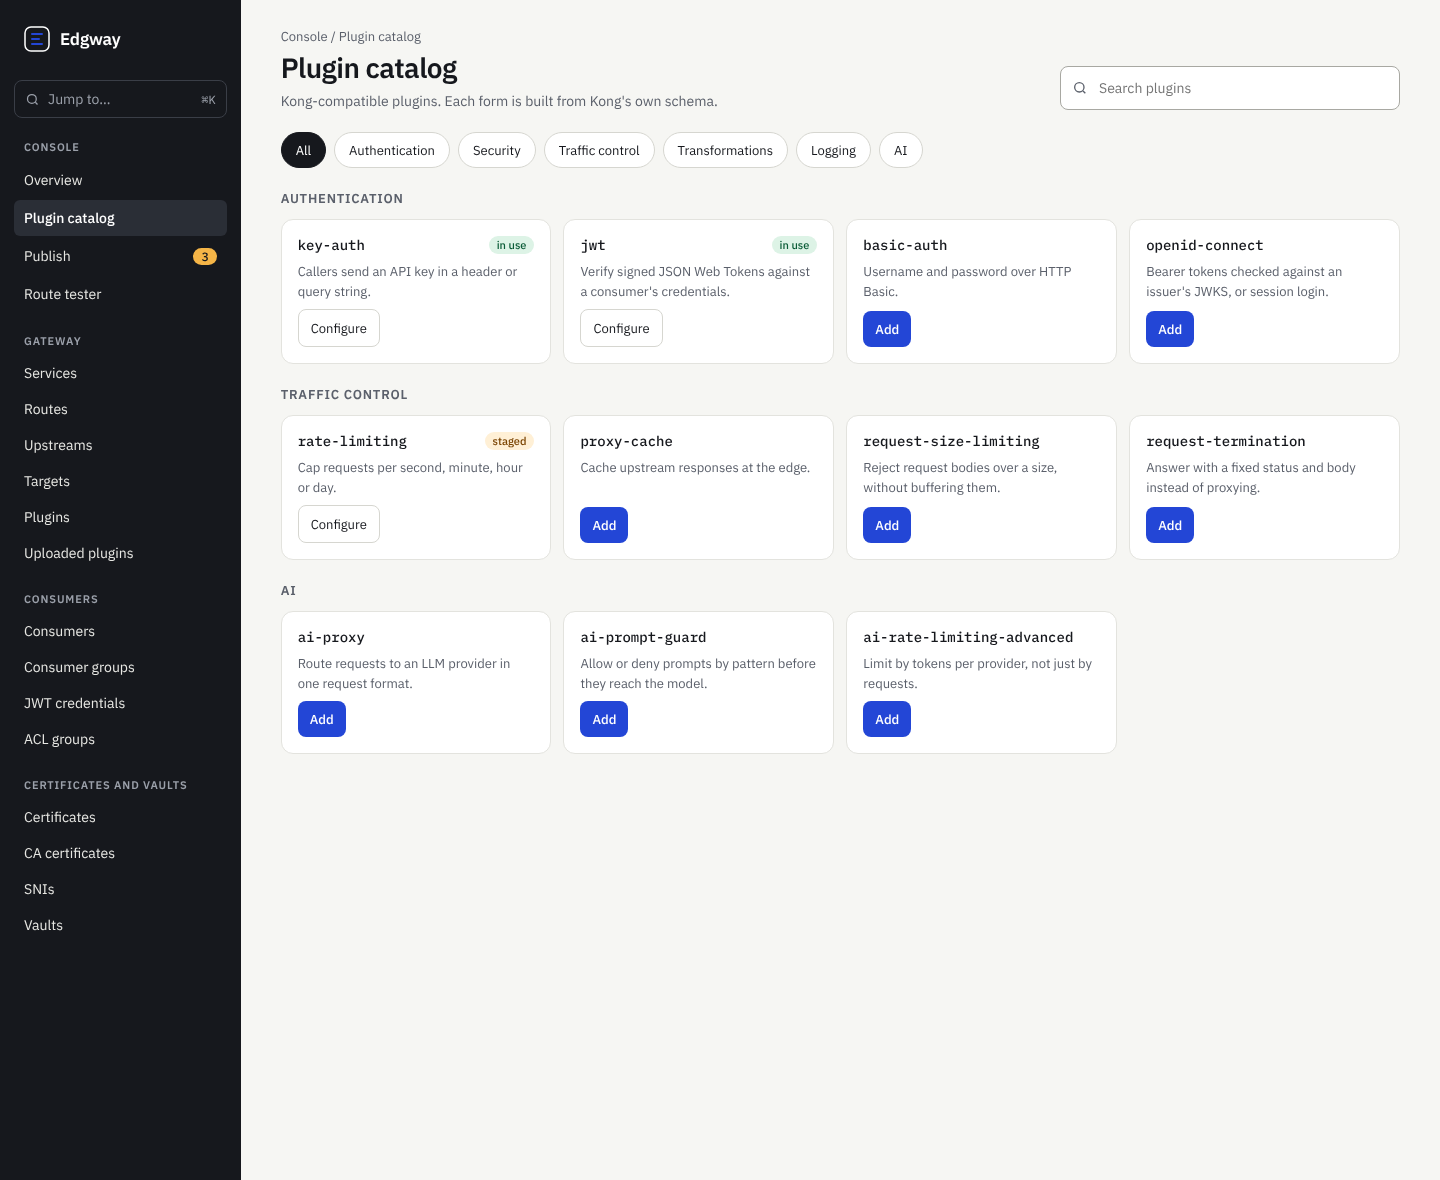 Edgway
Jump to...
⌘K
CONSOLE
Overview
Plugin catalog
Publish
3
Route tester
GATEWAY
Services
Routes
Upstreams
Targets
Plugins
Uploaded plugins
CONSUMERS
Consumers
Consumer groups
JWT credentials
ACL groups
CERTIFICATES AND VAULTS
Certificates
CA certificates
SNIs
Vaults
Console / Plugin catalog
Plugin catalog
Kong-compatible plugins. Each form is built from Kong's own schema.
Search plugins
All
Authentication
Security
Traffic control
Transformations
Logging
AI
AUTHENTICATION
key-auth
in use
Callers send an API key in a header or
query string.
Configure
jwt
in use
Verify signed JSON Web Tokens against
a consumer's credentials.
Configure
basic-auth
Username and password over HTTP
Basic.
Add
openid-connect
Bearer tokens checked against an
issuer's JWKS, or session login.
Add
TRAFFIC CONTROL
rate-limiting
staged
Cap requests per second, minute, hour
or day.
Configure
proxy-cache
Cache upstream responses at the edge.
Add
request-size-limiting
Reject request bodies over a size,
without buffering them.
Add
request-termination
Answer with a fixed status and body
instead of proxying.
Add
AI
ai-proxy
Route requests to an LLM provider in
one request format.
Add
ai-prompt-guard
Allow or deny prompts by pattern before
they reach the model.
Add
ai-rate-limiting-advanced
Limit by tokens per provider, not just by
requests.
Add